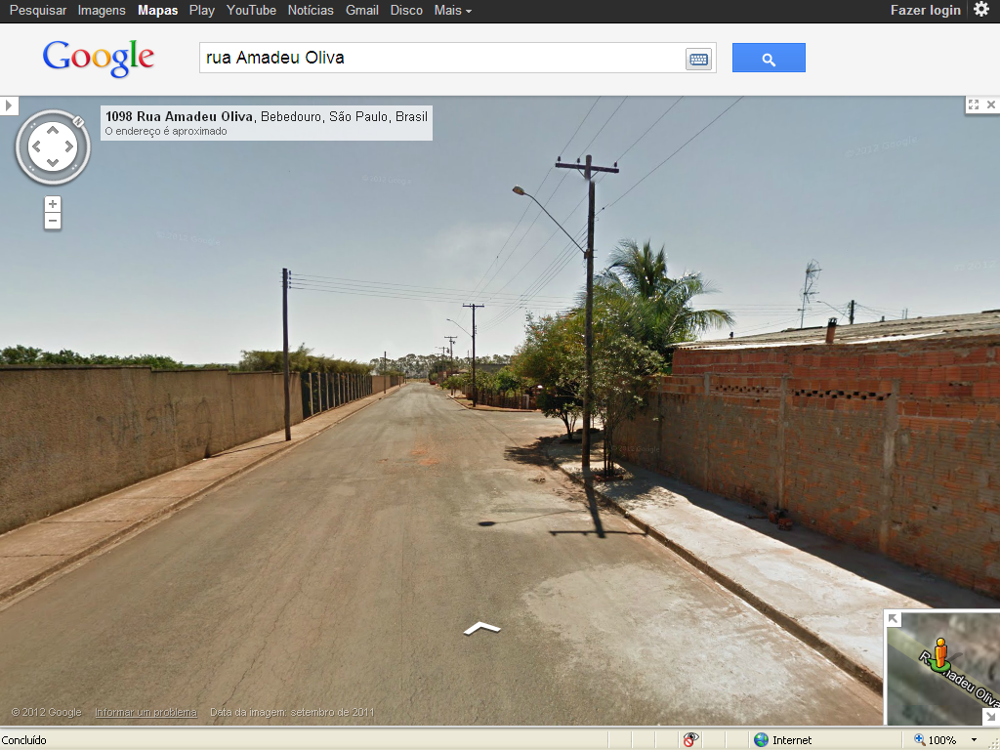 Pesquisar Imagens Mapas Play YouTube Notícias Gmail Disco Mais Fazer login
Google rua Amadeu Oliva
1098 Rua Amadeu Oliva, Bebedouro, São Paulo, Brasil
O endereço é aproximado
N
+
−
R. Amadeu Oliva
© 2012 Google Informar um problema Data da imagem: setembro de 2011
Concluído Internet 100%